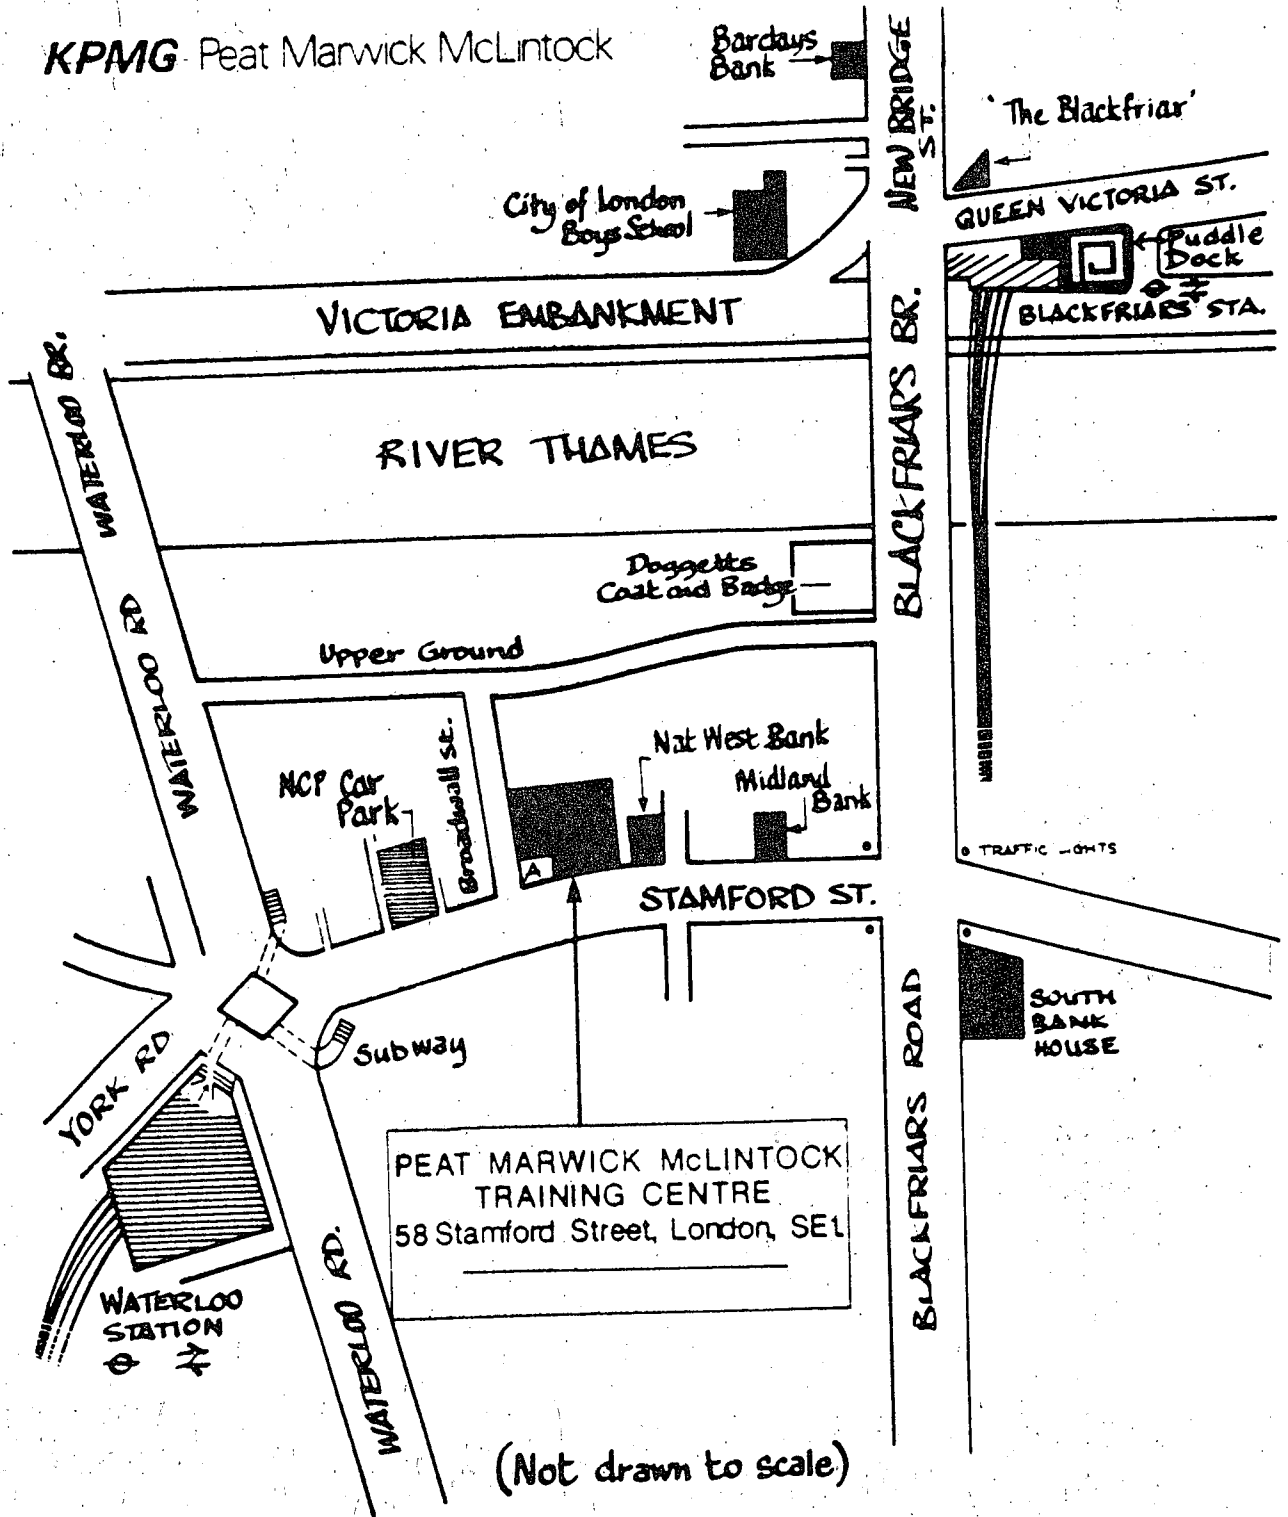 KPMG Peat Marwick McLintock
Barclays
Bank
NEW BRIDGE
ST.
'The Blackfriar'
City of London
Boys School
QUEEN VICTORIA ST.
Puddle
Dock
BLACKFRIARS STA.
VICTORIA EMBANKMENT
WATERLOO BR.
BLACKFRIARS BR.
RIVER THAMES
Doggetts
Coat and Badge
WATERLOO RD
Upper Ground
Nat West Bank
Midland
Bank
NCP Car
Park
Broadwall St.
A
TRAFFIC LIGHTS
STAMFORD ST.
SOUTH
BANK
HOUSE
Subway
YORK RD
BLACKFRIARS ROAD
PEAT MARWICK McLINTOCK
TRAINING CENTRE
58 Stamford Street, London, SE1
WATERLOO
STATION
WATERLOO RD.
(Not drawn to scale)